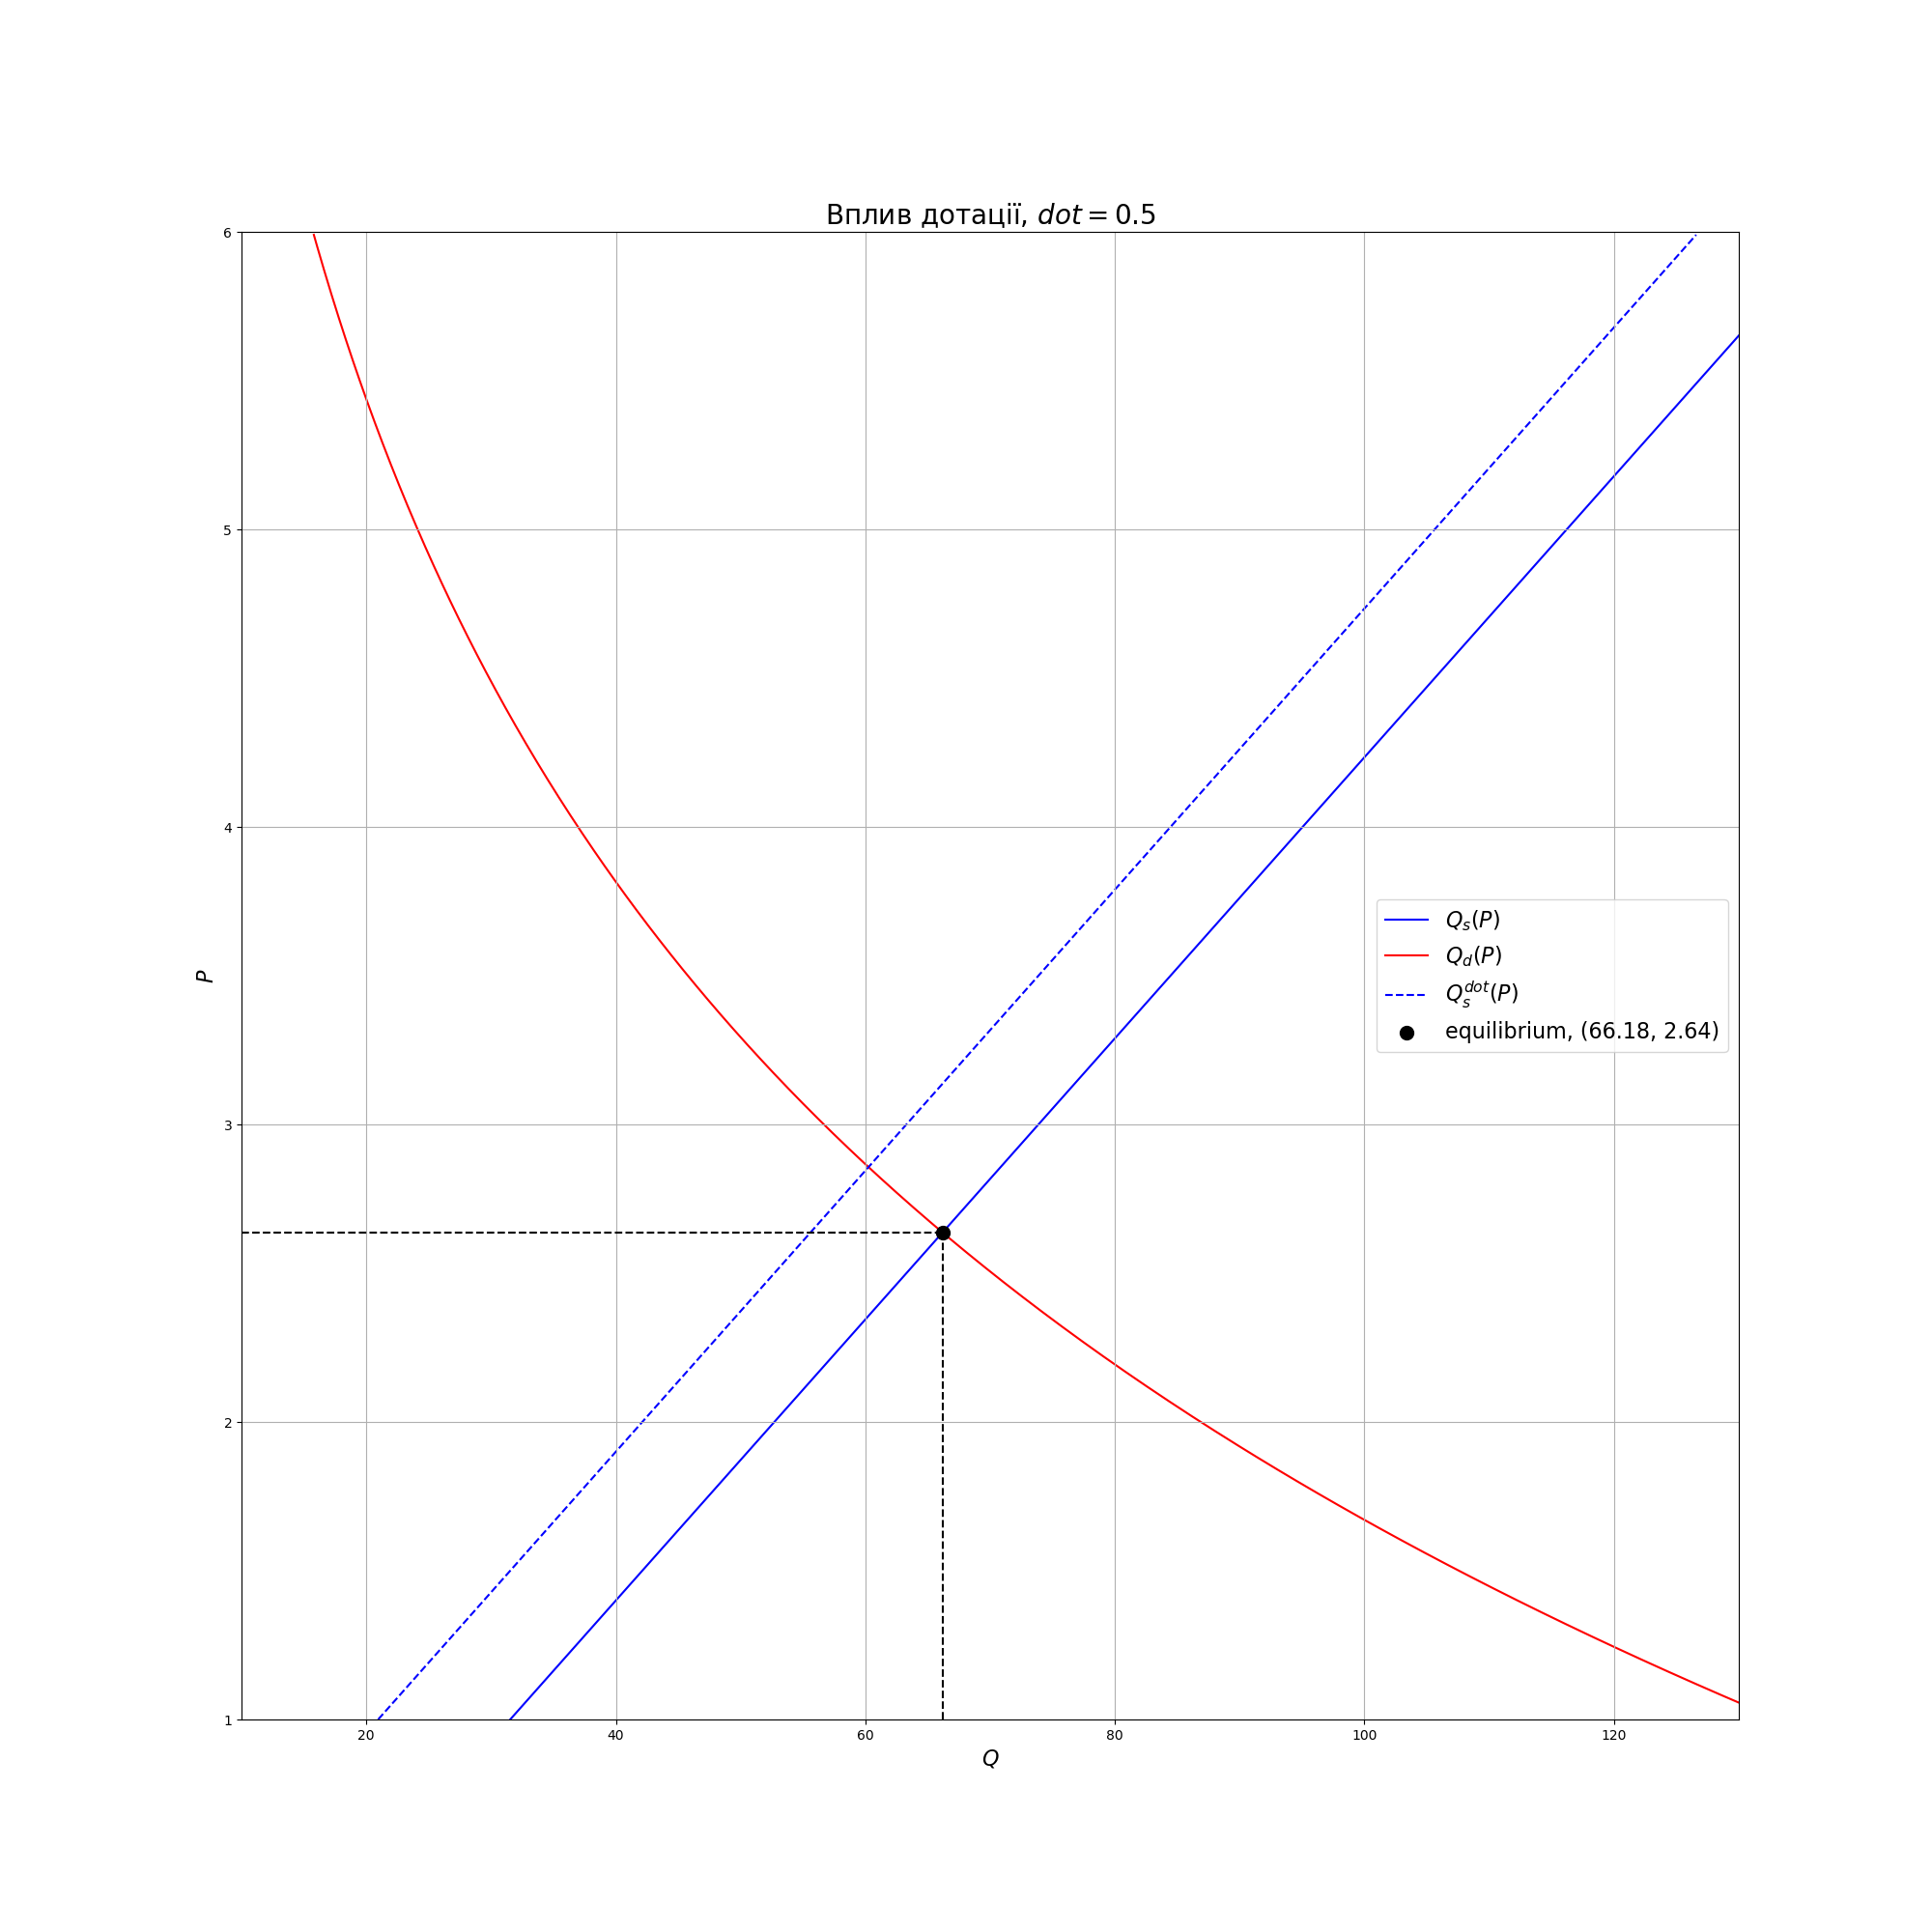 Вплив дотації, dot = 0.5
6
5
4
3
2
1
P
Q_s(P)
Q_d(P)
Q_s^{dot}(P)
equilibrium, (66.18, 2.64)
20 40 60 80 100 120
Q